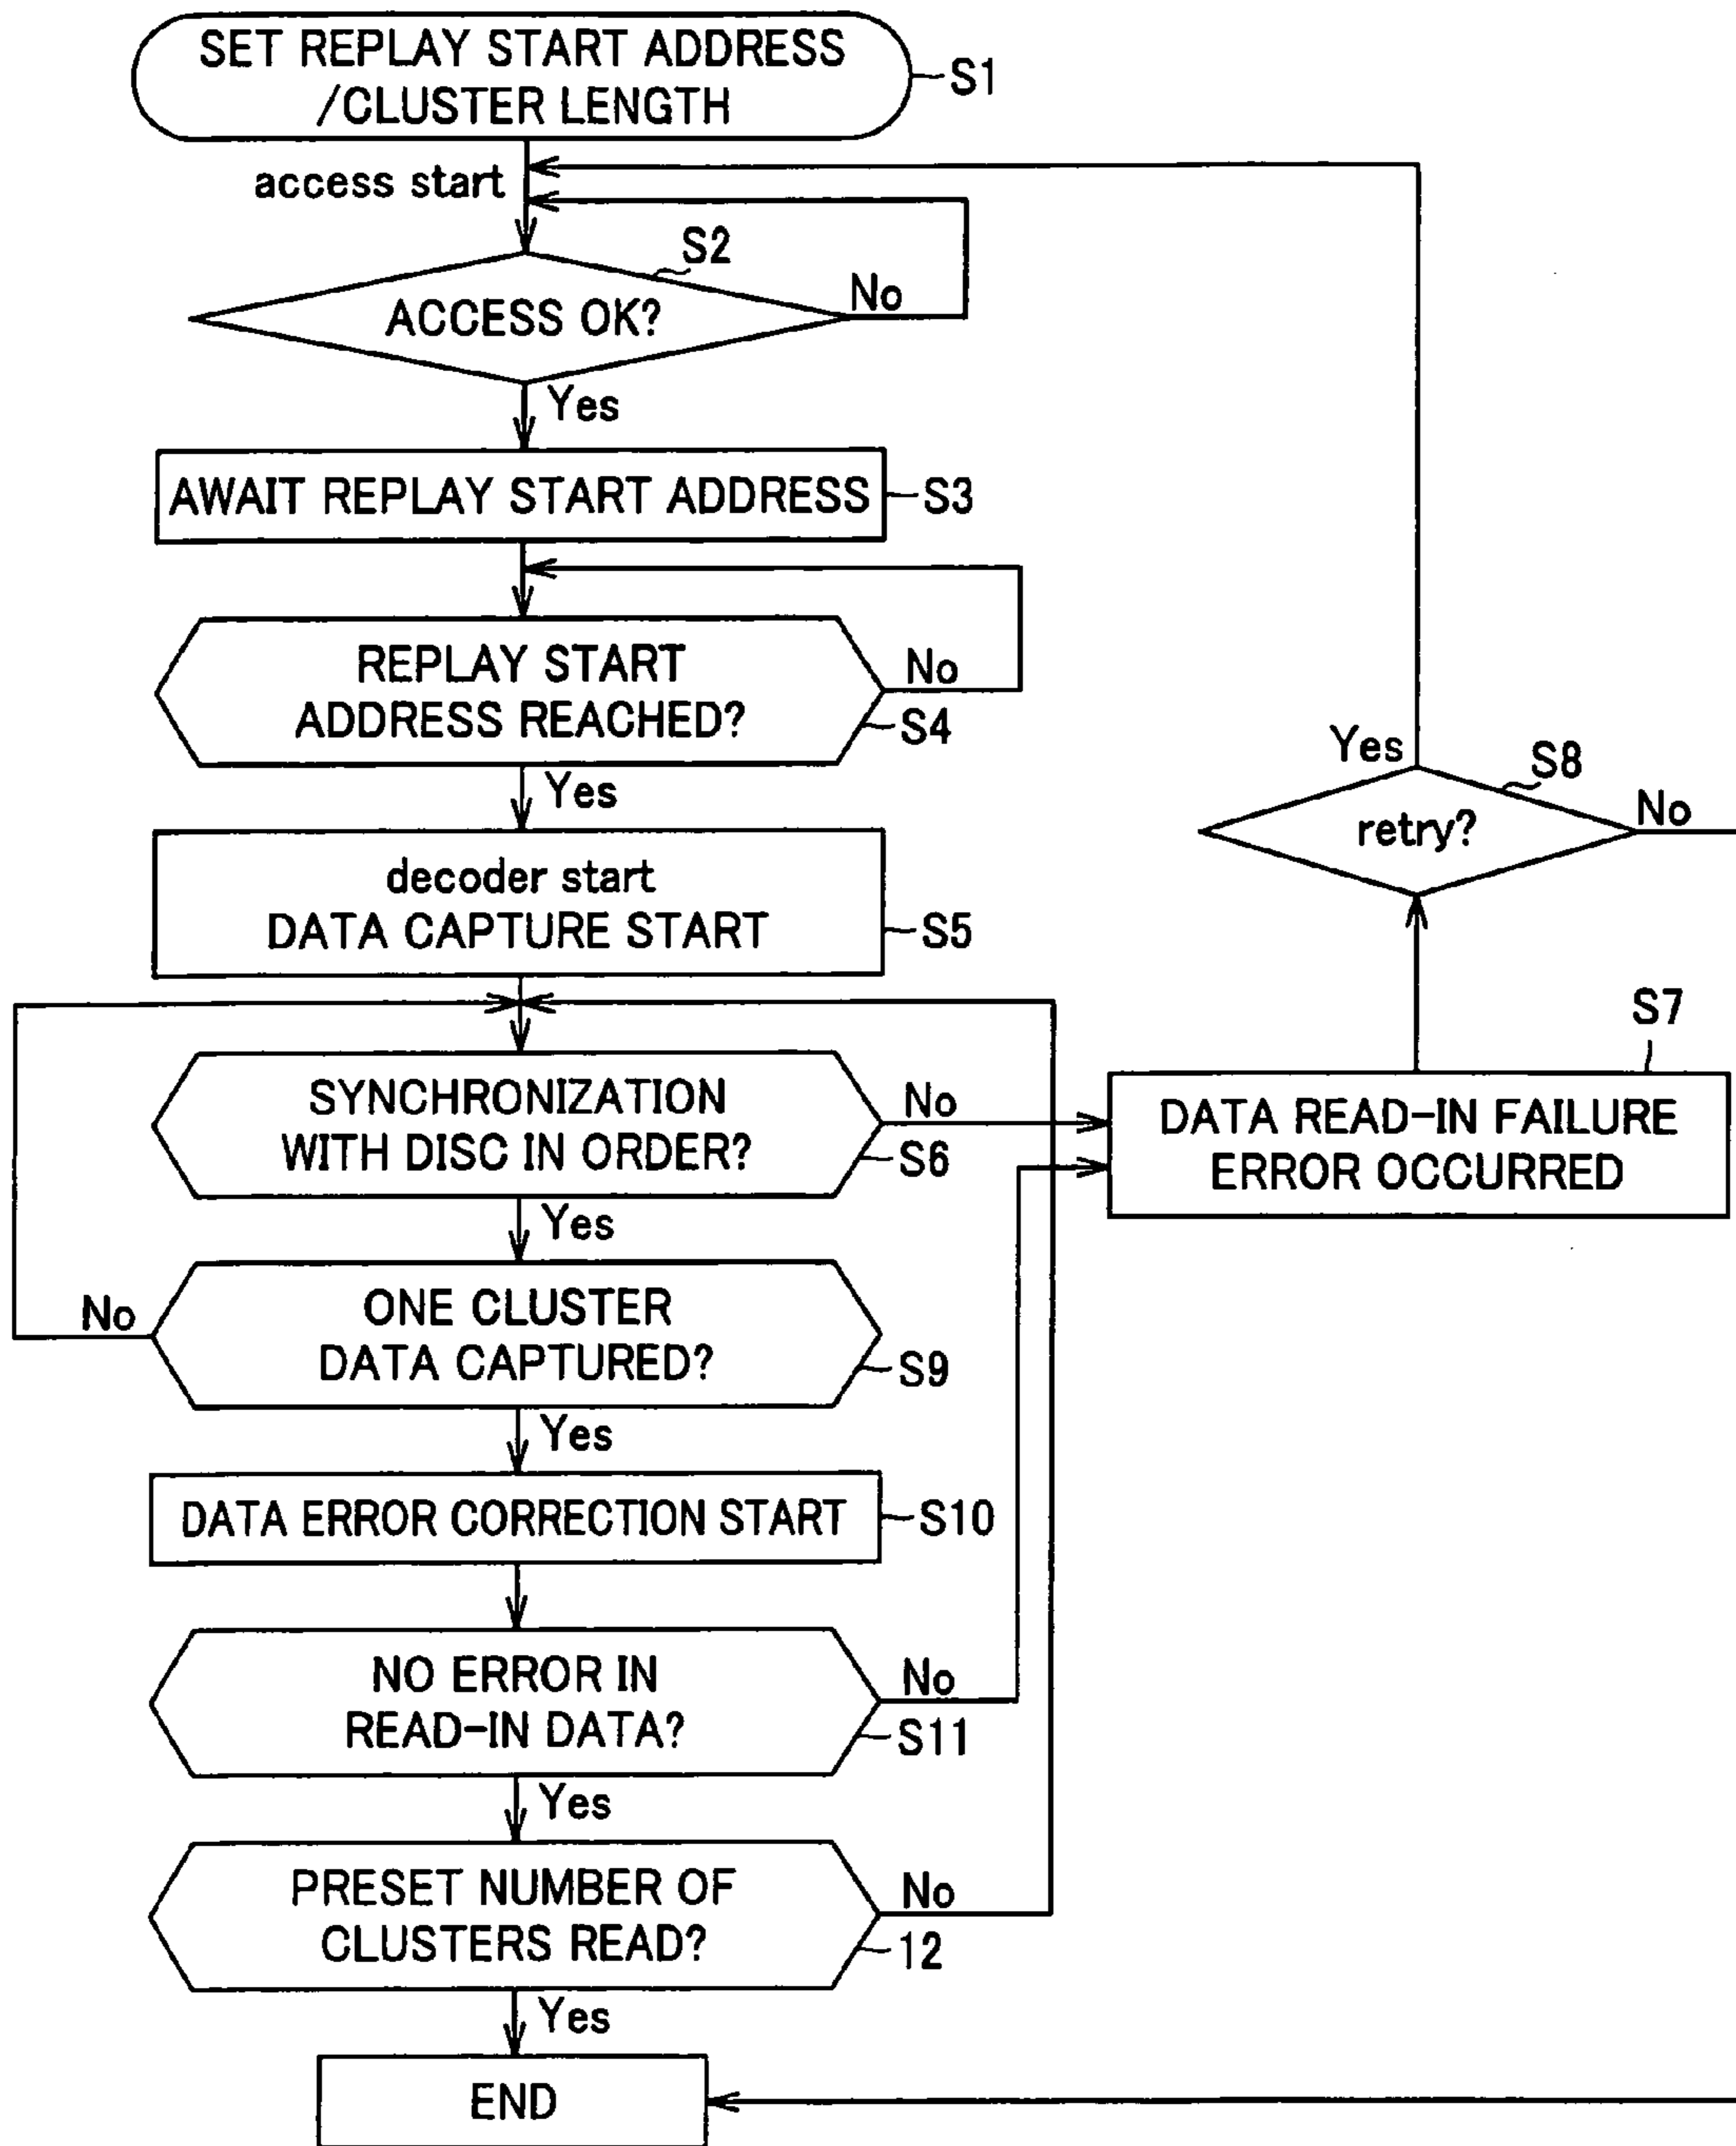 SET REPLAY START ADDRESS
/CLUSTER LENGTH
S1
access start
S2
ACCESS OK?
No
Yes
AWAIT REPLAY START ADDRESS
S3
REPLAY START
ADDRESS REACHED?
No
S4
Yes
decoder start
DATA CAPTURE START
S5
SYNCHRONIZATION
WITH DISC IN ORDER?
No
S6
Yes
ONE CLUSTER
DATA CAPTURED?
No
S9
Yes
DATA ERROR CORRECTION START
S10
NO ERROR IN
READ-IN DATA?
No
S11
Yes
PRESET NUMBER OF
CLUSTERS READ?
No
12
Yes
END
Yes
S8
retry?
No
S7
DATA READ-IN FAILURE
ERROR OCCURRED